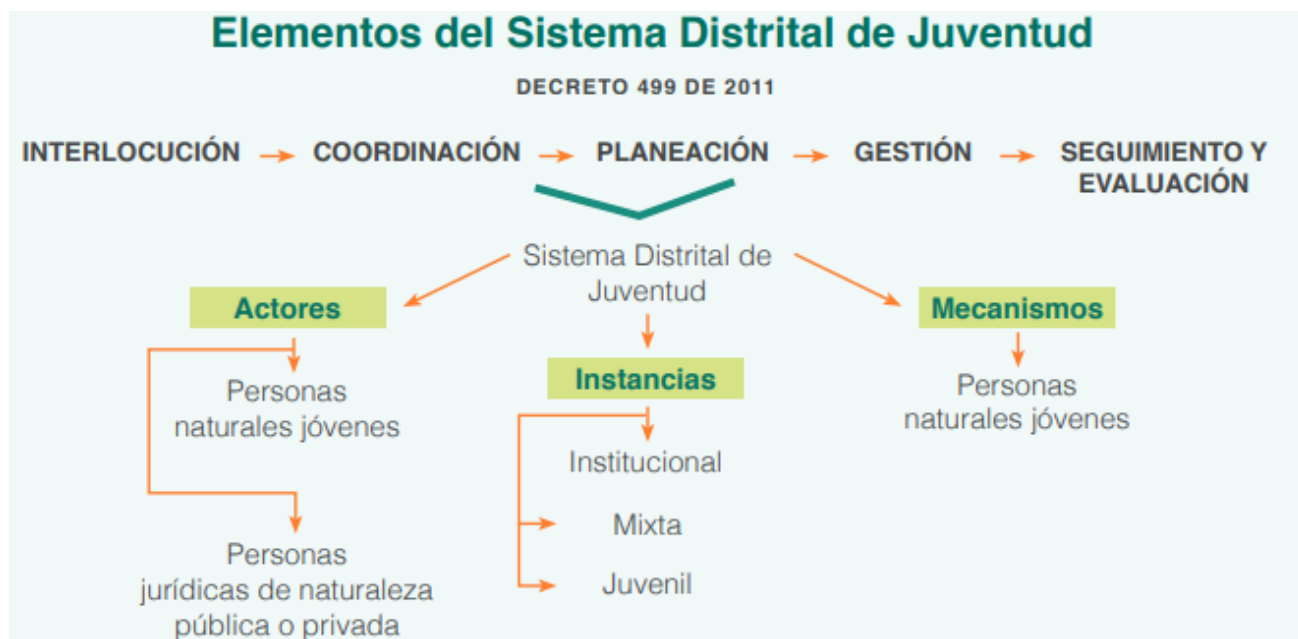 Elementos del Sistema Distrital de Juventud
DECRETO 499 DE 2011
INTERLOCUCIÓN COORDINACIÓN PLANEACIÓN GESTIÓN SEGUIMIENTO Y
EVALUACIÓN
Sistema Distrital de
Juventud
Actores
Personas
naturales jóvenes
Personas
jurídicas de naturaleza
pública o privada
Instancias
Institucional
Mixta
Juvenil
Mecanismos
Personas
naturales jóvenes